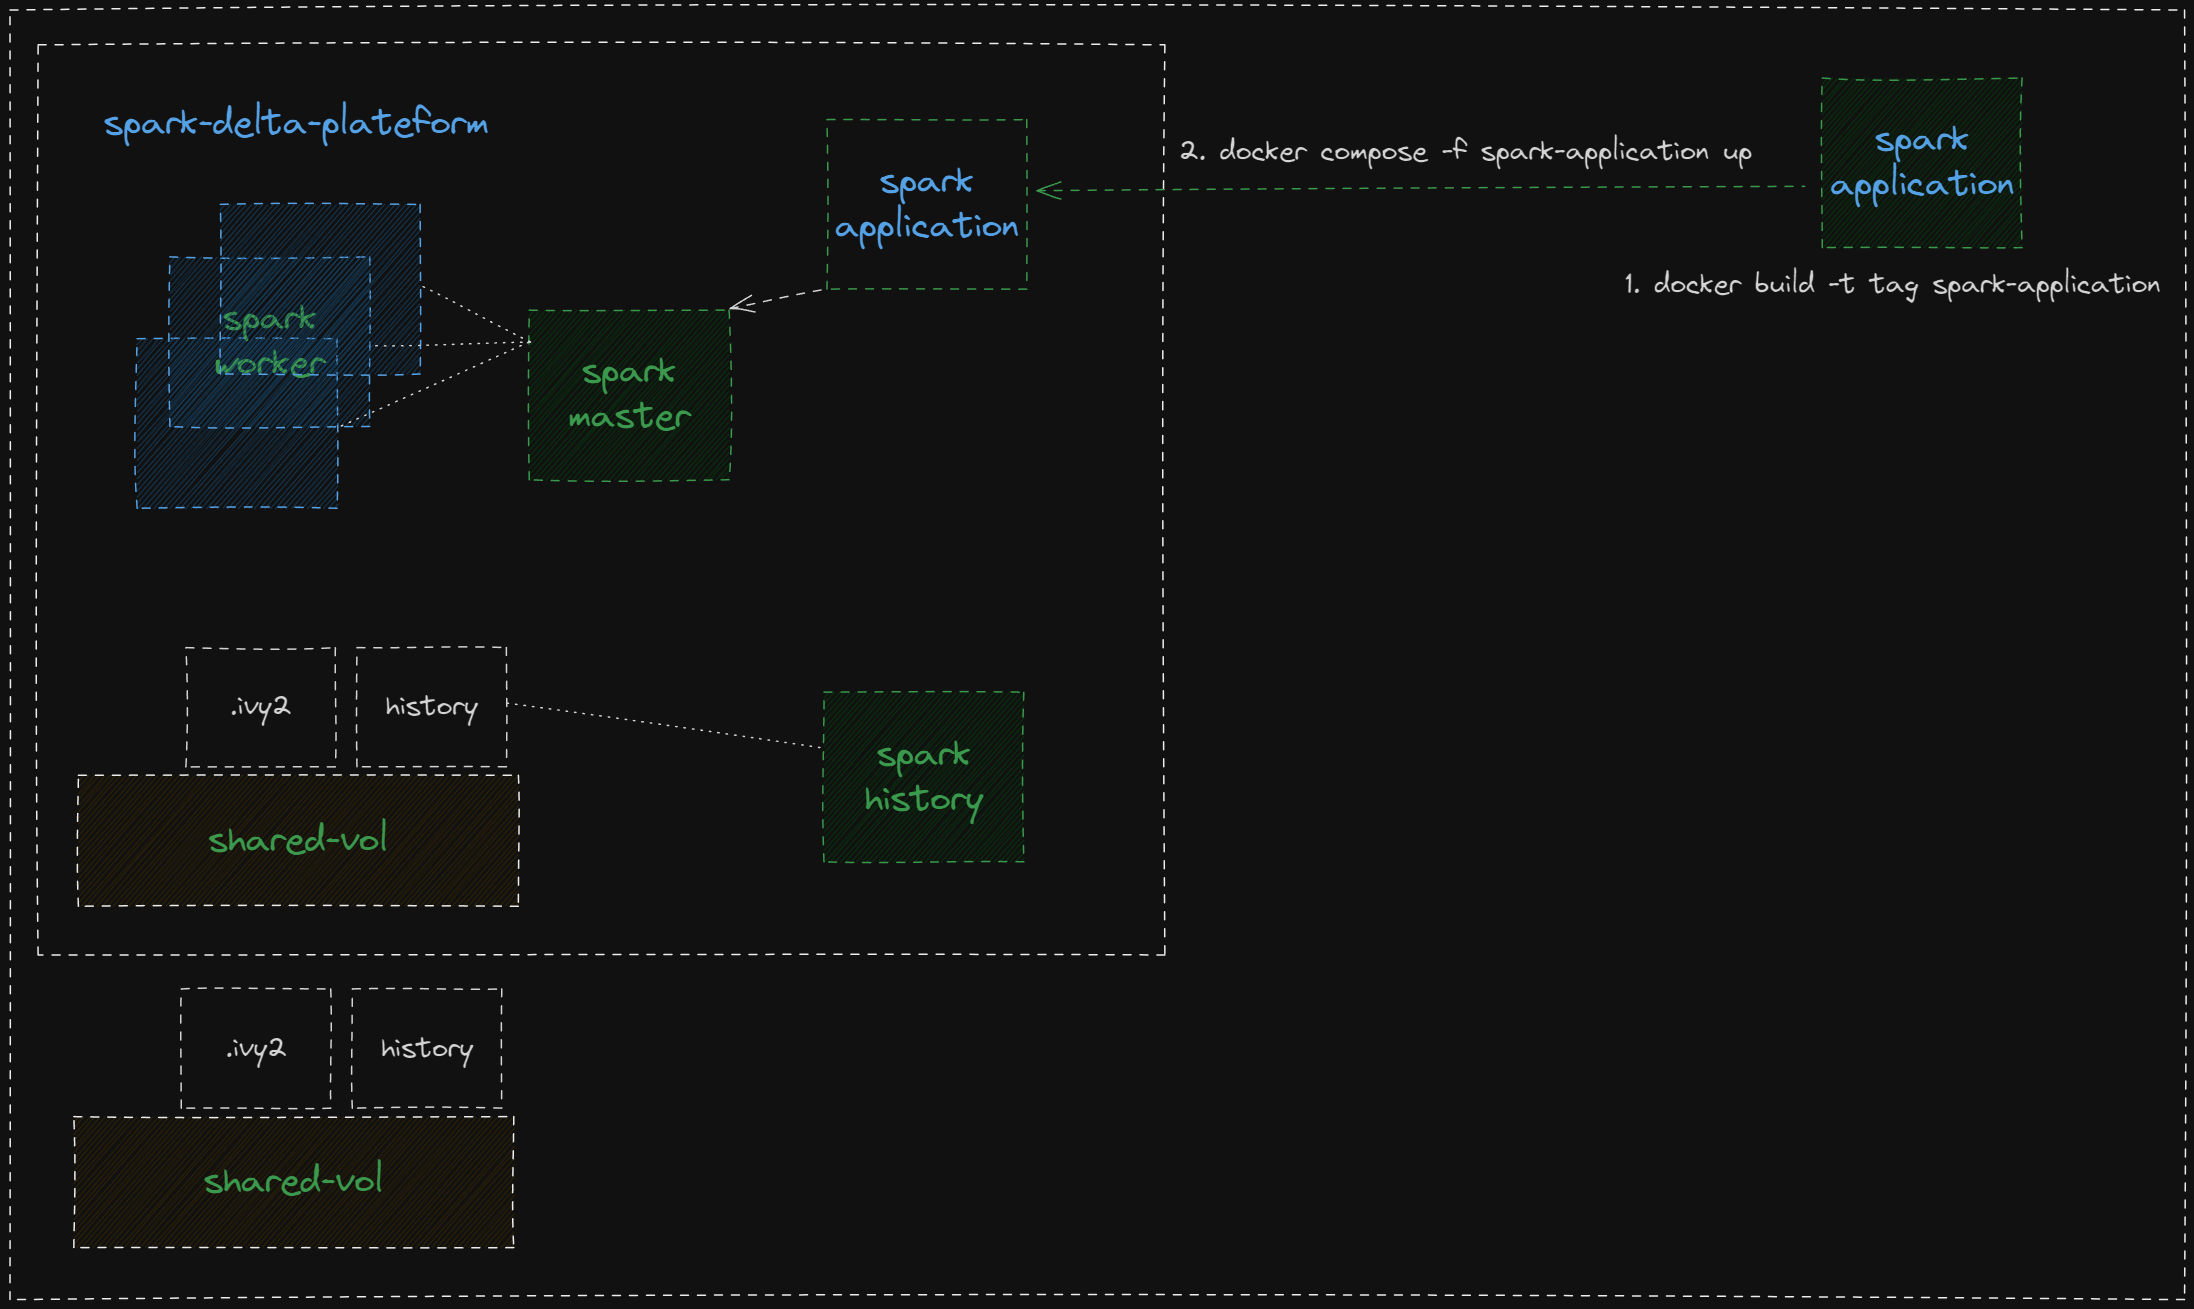 spark-delta-plateform
spark
application
2. docker compose -f spark-application up
spark
application
1. docker build -t tag spark-application
spark
worker
spark
master
.ivy2
history
spark
history
shared-vol
.ivy2
history
shared-vol